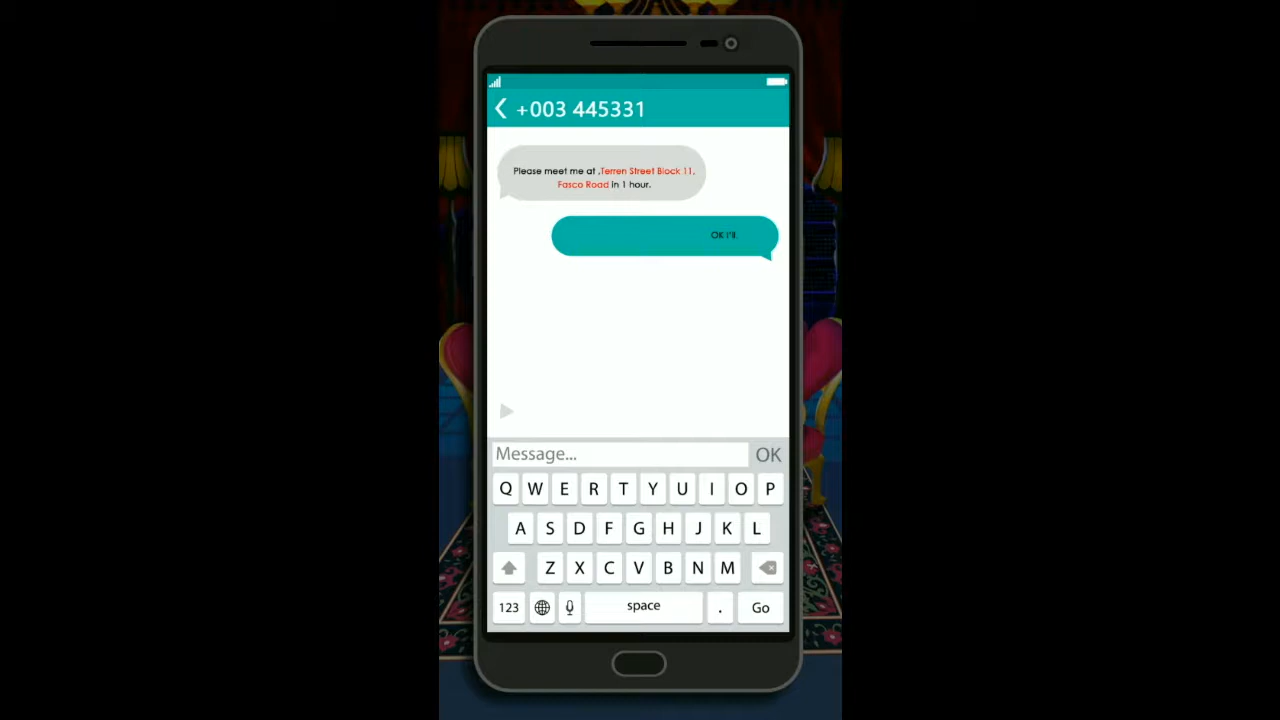 +003 445331
Please meet me at ,Terren Street Block 11,
Fasco Road in 1 hour.
OK I'll.
Message... OK
Q W E R T Y U I O P
A S D F G H J K L
Z X C V B N M
123 space . Go